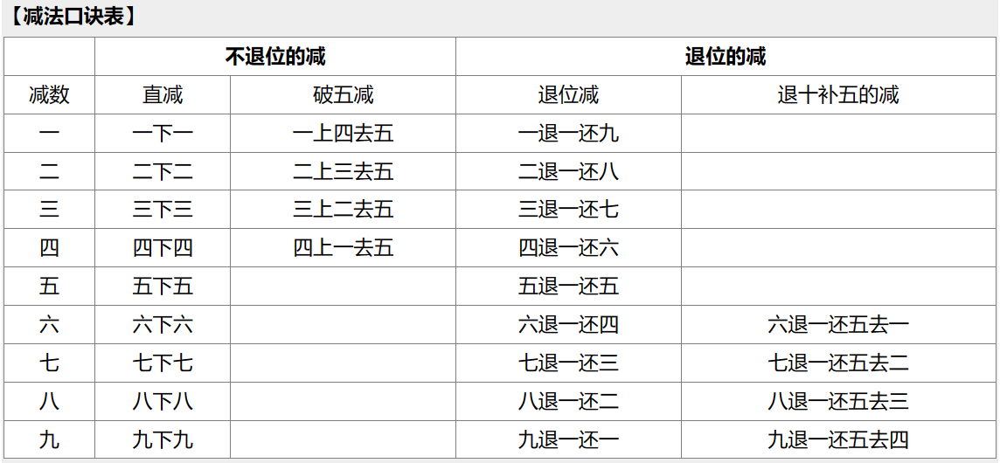 【减法口诀表】
不退位的减 退位的减
减数 直减 破五减 退位减 退十补五的减
一 一下一 一上四去五 一退一还九
二 二下二 二上三去五 二退一还八
三 三下三 三上二去五 三退一还七
四 四下四 四上一去五 四退一还六
五 五下五 五退一还五
六 六下六 六退一还四 六退一还五去一
七 七下七 七退一还三 七退一还五去二
八 八下八 八退一还二 八退一还五去三
九 九下九 九退一还一 九退一还五去四